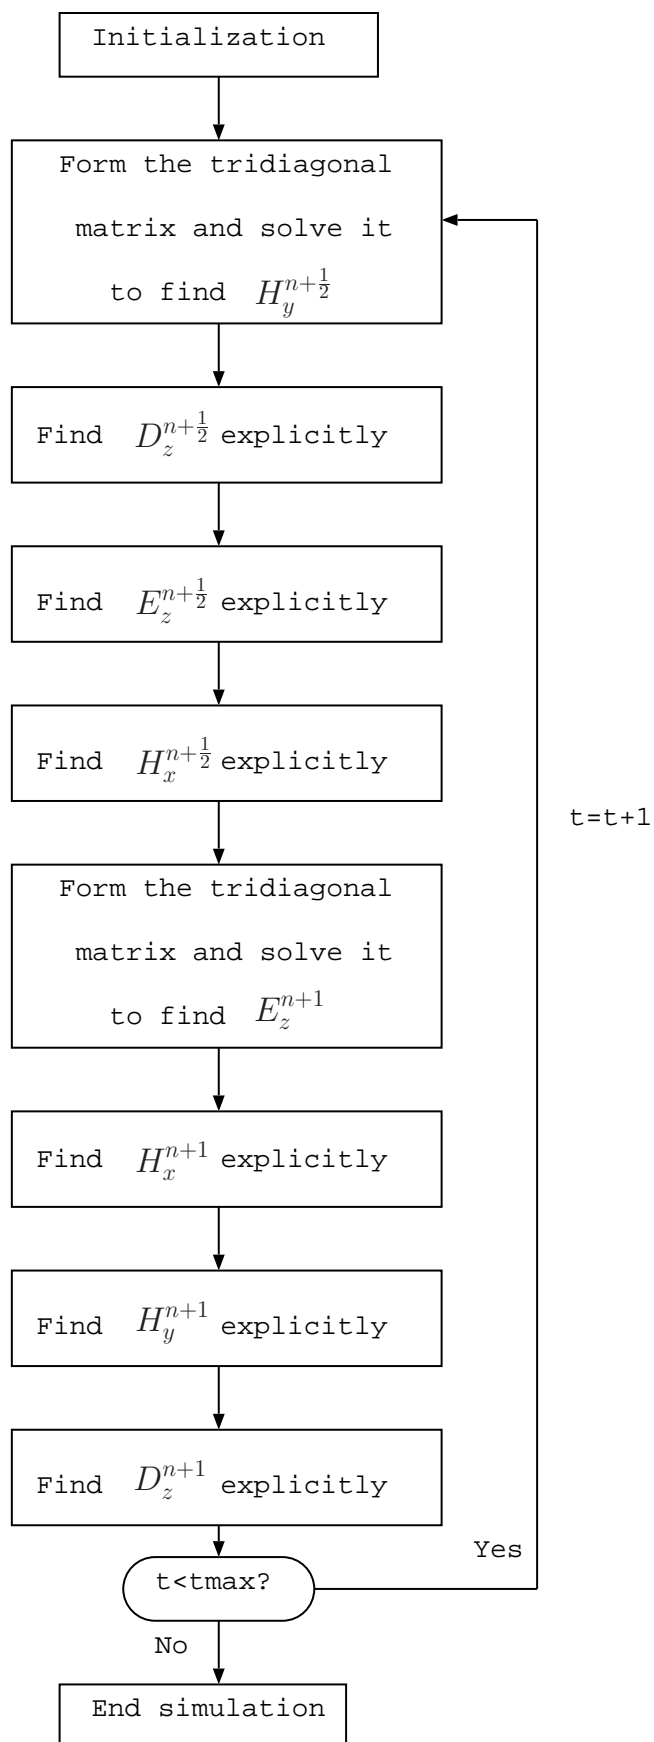 Initialization
Form the tridiagonal
matrix and solve it
to find $H_y^{n+\frac{1}{2}}$
Find $D_z^{n+\frac{1}{2}}$ explicitly
Find $E_z^{n+\frac{1}{2}}$ explicitly
Find $H_x^{n+\frac{1}{2}}$ explicitly
t=t+1
Form the tridiagonal
matrix and solve it
to find $E_z^{n+1}$
Find $H_x^{n+1}$ explicitly
Find $H_y^{n+1}$ explicitly
Find $D_z^{n+1}$ explicitly
Yes
t<tmax?
No
End simulation